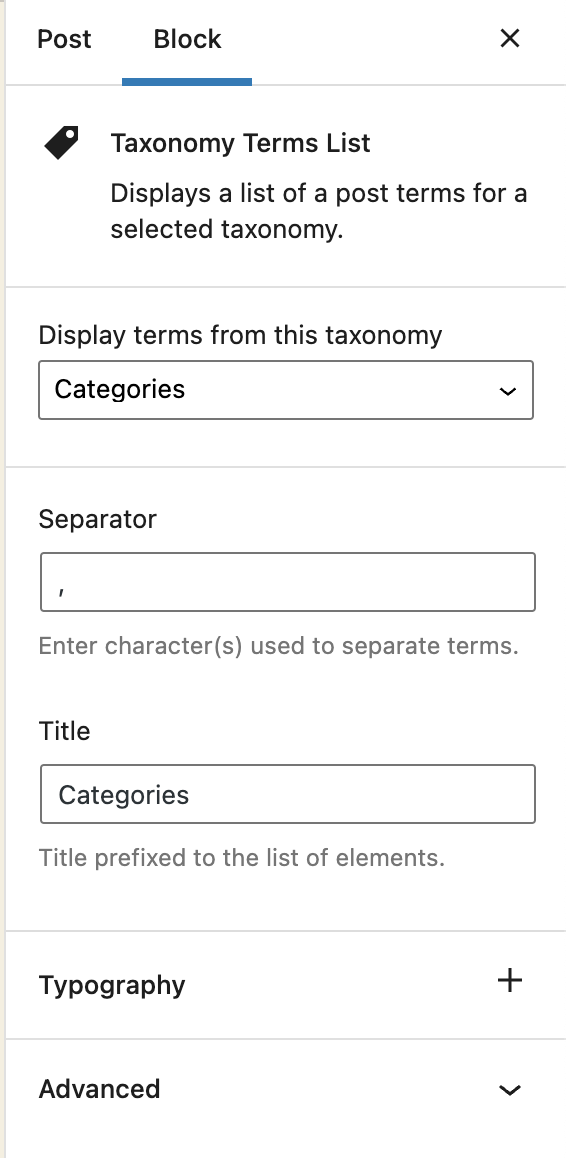 Post Block
Taxonomy Terms List
Displays a list of a post terms for a
selected taxonomy.
Display terms from this taxonomy
Categories
Separator
,
Enter character(s) used to separate terms.
Title
Categories
Title prefixed to the list of elements.
Typography
Advanced